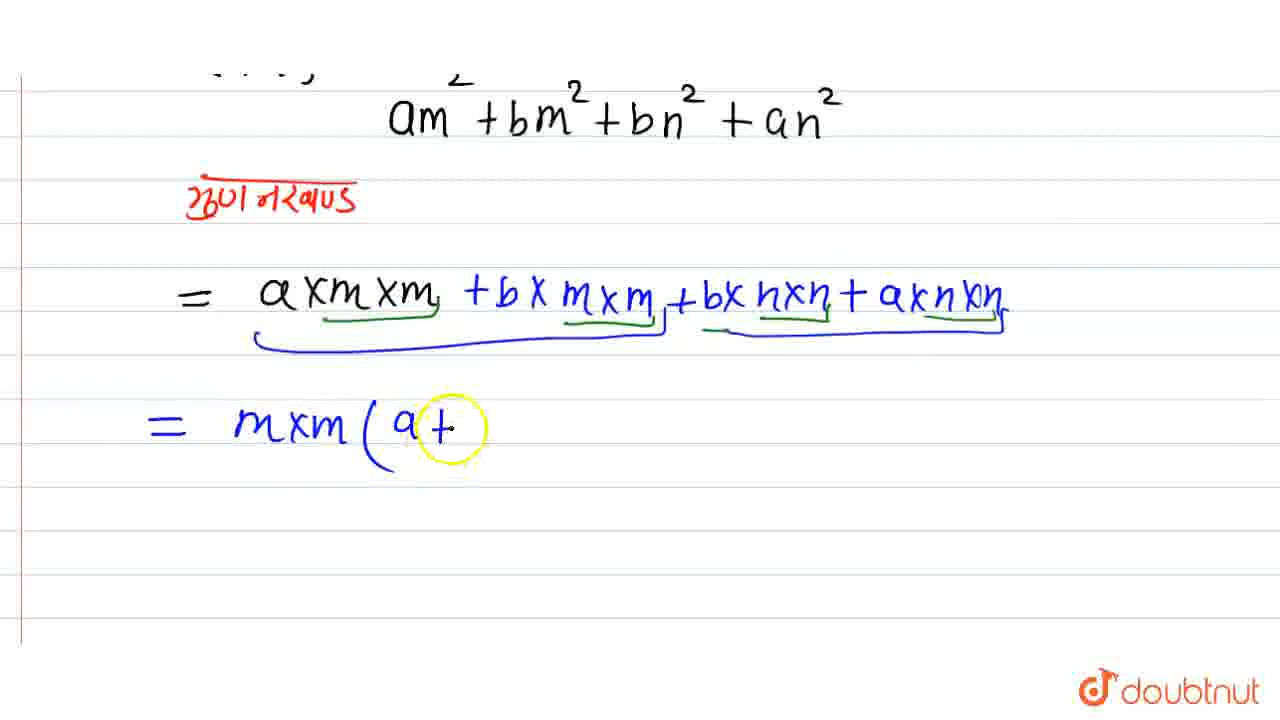 am² + bm² + bn² + an²
गुणनखण्ड
= a×m×m + b×m×m + b×n×n + a×n×n
= m×m (a +
doubtnut